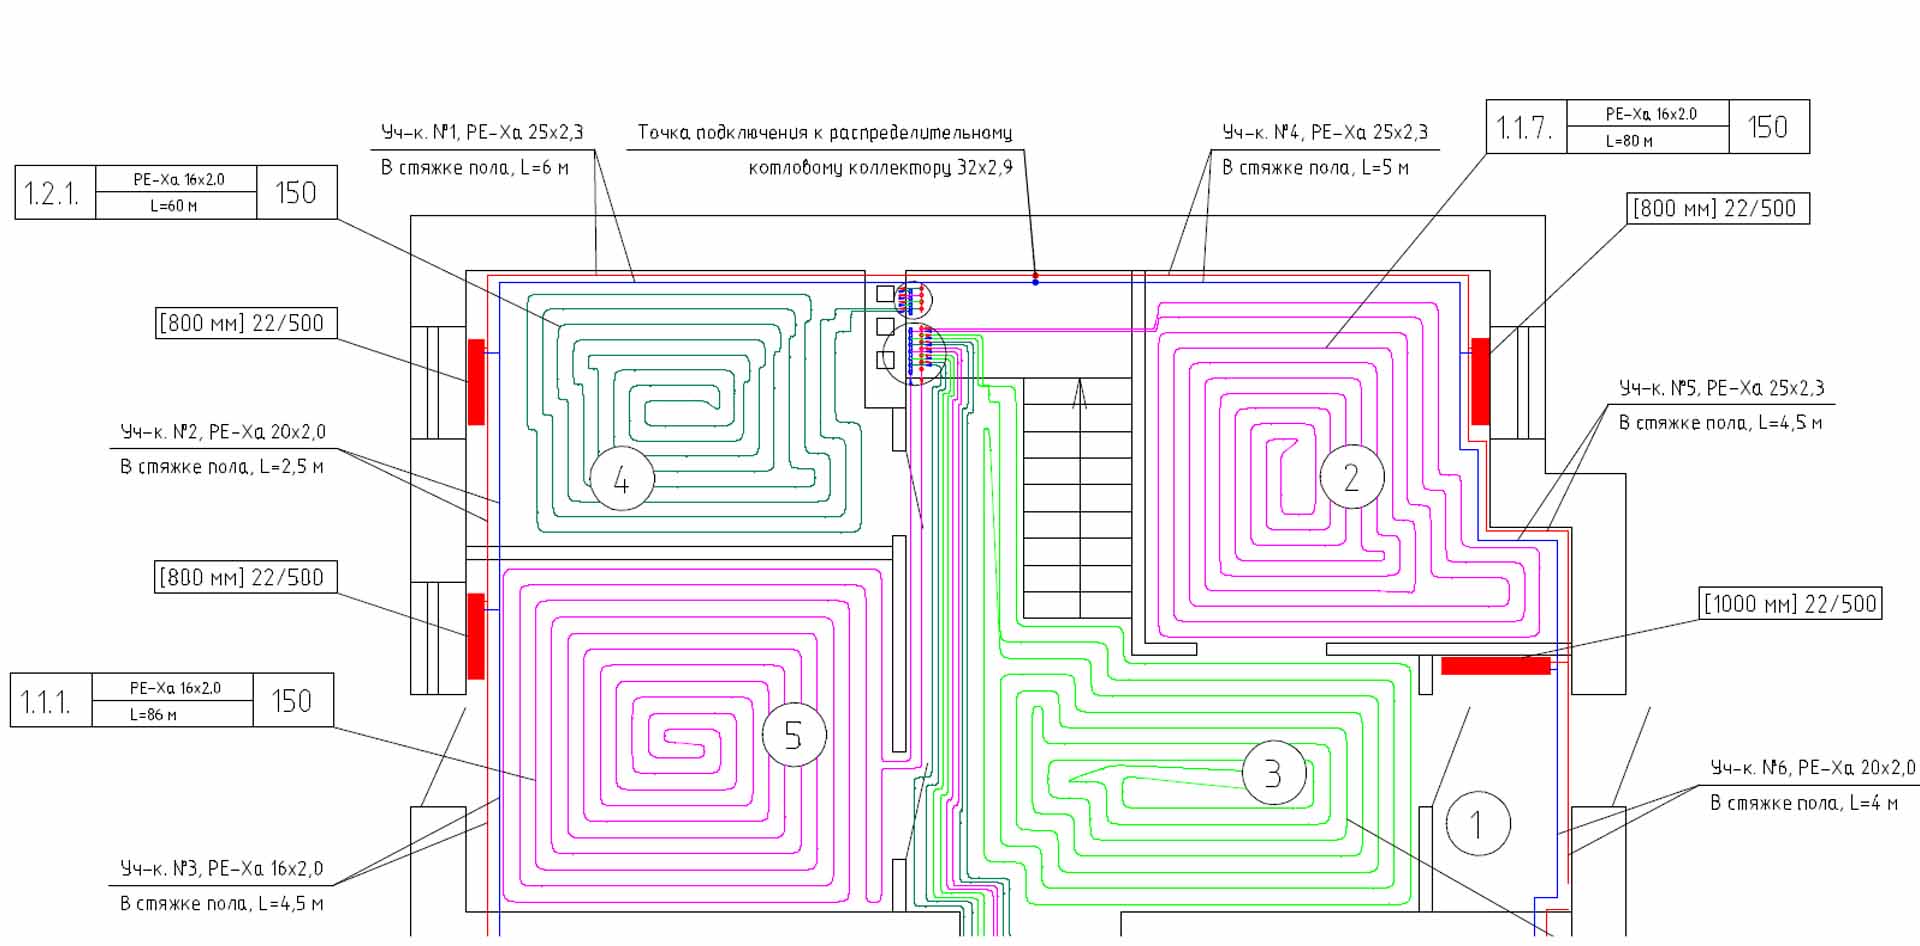 Уч-к. №1, PE-Xa 25x2,3
В стяжке пола, L=6 м
Точка подключения к распределительному
котловому коллектору 32x2,9
Уч-к. №4, PE-Xa 25x2,3
В стяжке пола, L=5 м
1.1.7.
PE-Xa 16x2.0
L=80 м
150
1.2.1.
PE-Xa 16x2.0
L=60 м
150
[800 мм] 22/500
[800 мм] 22/500
Уч-к. №5, PE-Xa 25x2,3
В стяжке пола, L=4,5 м
Уч-к. №2, PE-Xa 20x2,0
В стяжке пола, L=2,5 м
4
2
[800 мм] 22/500
[1000 мм] 22/500
1.1.1.
PE-Xa 16x2.0
L=86 м
150
5
3
1
Уч-к. №6, PE-Xa 20x2,0
В стяжке пола, L=4 м
Уч-к. №3, PE-Xa 16x2,0
В стяжке пола, L=4,5 м